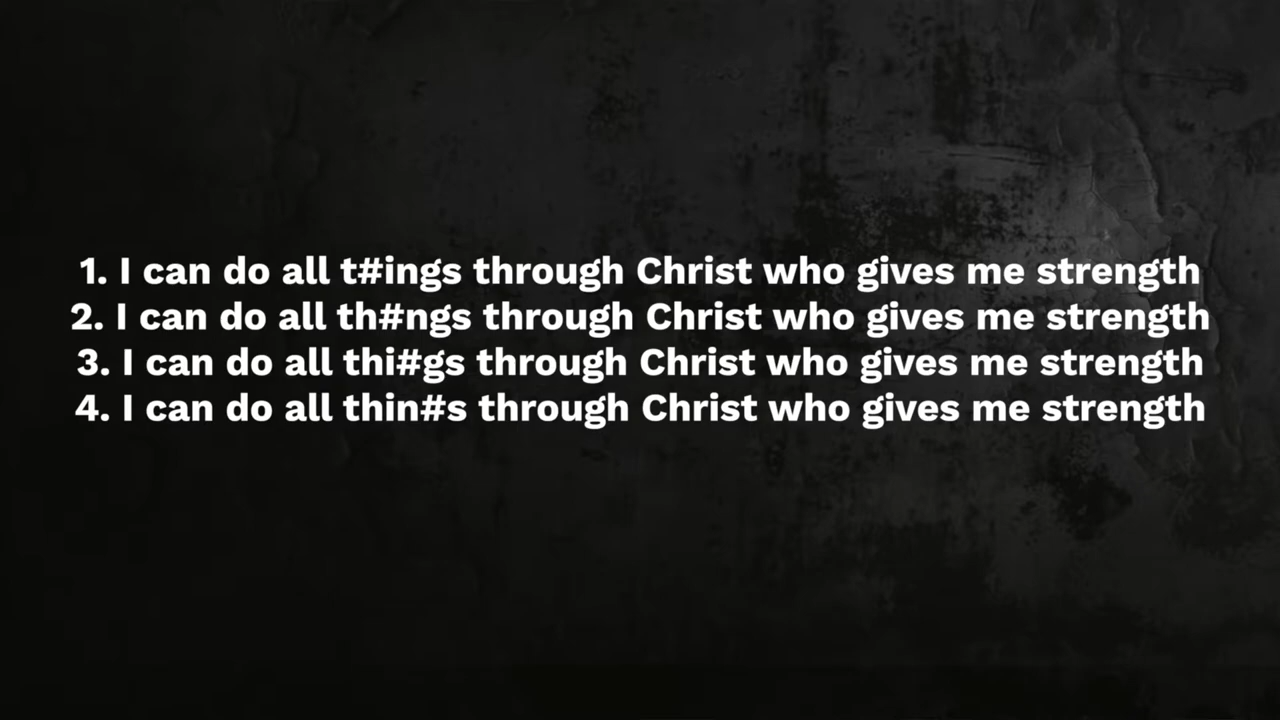 1. I can do all t#ings through Christ who gives me strength
2. I can do all th#ngs through Christ who gives me strength
3. I can do all thi#gs through Christ who gives me strength
4. I can do all thin#s through Christ who gives me strength